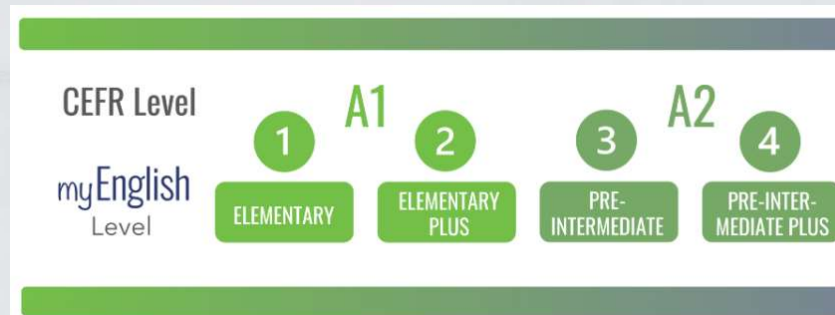 CEFR Level
A1
A2
1
2
3
4
myEnglish
Level
ELEMENTARY
ELEMENTARY
PLUS
PRE-
INTERMEDIATE
PRE-INTER-
MEDIATE PLUS